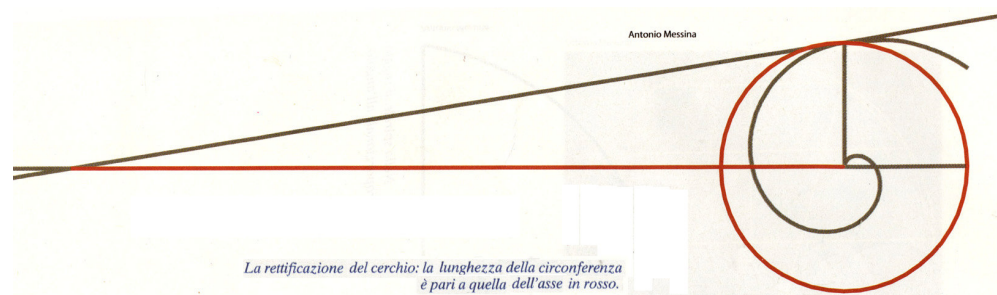 Antonio Messina
La rettificazione del cerchio: la lunghezza della circonferenza
è pari a quella dell'asse in rosso.